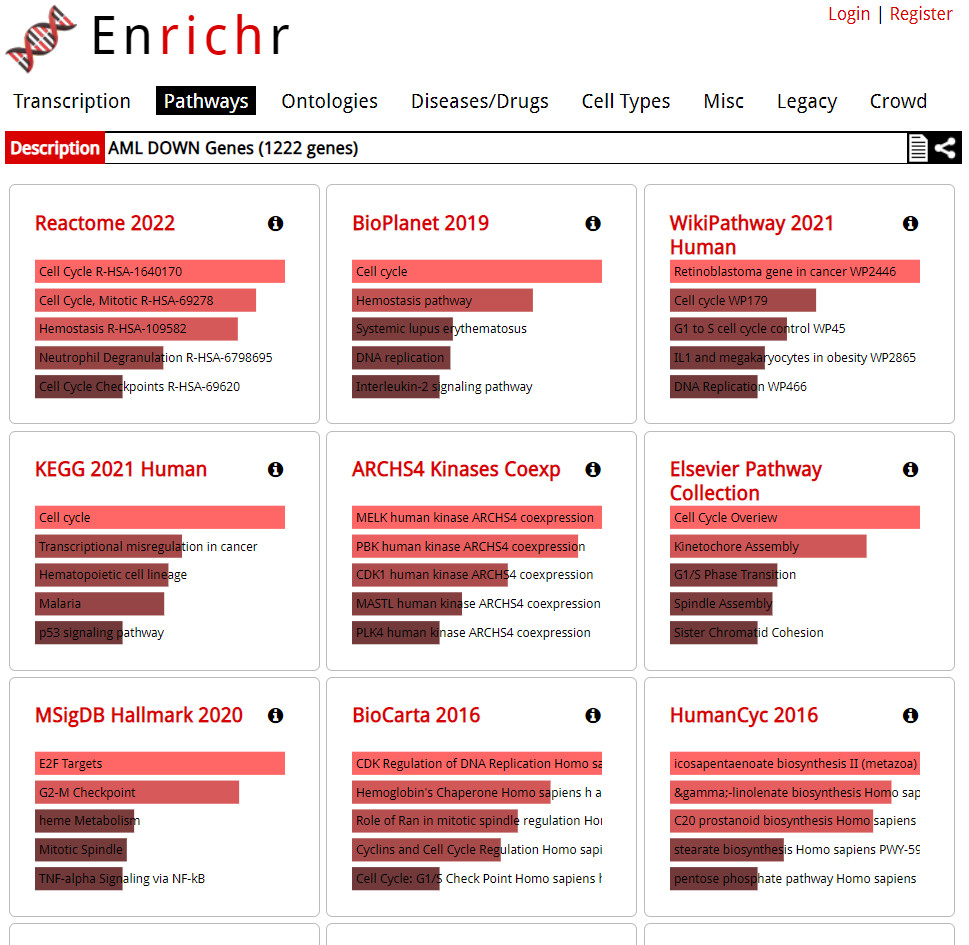 Enrichr
Login | Register
Transcription Pathways Ontologies Diseases/Drugs Cell Types Misc Legacy Crowd
Description AML DOWN Genes (1222 genes)
Reactome 2022
Cell Cycle R-HSA-1640170
Cell Cycle, Mitotic R-HSA-69278
Hemostasis R-HSA-109582
Neutrophil Degranulation R-HSA-6798695
Cell Cycle Checkpoints R-HSA-69620
BioPlanet 2019
Cell cycle
Hemostasis pathway
Systemic lupus erythematosus
DNA replication
Interleukin-2 signaling pathway
WikiPathway 2021
Human
Retinoblastoma gene in cancer WP2446
Cell cycle WP179
G1 to S cell cycle control WP45
IL1 and megakaryocytes in obesity WP2865
DNA Replication WP466
KEGG 2021 Human
Cell cycle
Transcriptional misregulation in cancer
Hematopoietic cell lineage
Malaria
p53 signaling pathway
ARCHS4 Kinases Coexp
MELK human kinase ARCHS4 coexpression
PBK human kinase ARCHS4 coexpression
CDK1 human kinase ARCHS4 coexpression
MASTL human kinase ARCHS4 coexpression
PLK4 human kinase ARCHS4 coexpression
Elsevier Pathway
Collection
Cell Cycle Overiew
Kinetochore Assembly
G1/S Phase Transition
Spindle Assembly
Sister Chromatid Cohesion
MSigDB Hallmark 2020
E2F Targets
G2-M Checkpoint
heme Metabolism
Mitotic Spindle
TNF-alpha Signaling via NF-kB
BioCarta 2016
CDK Regulation of DNA Replication Homo sa
Hemoglobin's Chaperone Homo sapiens h a
Role of Ran in mitotic spindle regulation Ho
Cyclins and Cell Cycle Regulation Homo sapi
Cell Cycle: G1/S Check Point Homo sapiens h
HumanCyc 2016
icosapentaenoate biosynthesis II (metazoa)
&gamma;-linolenate biosynthesis Homo sap
C20 prostanoid biosynthesis Homo sapiens
stearate biosynthesis Homo sapiens PWY-59
pentose phosphate pathway Homo sapiens